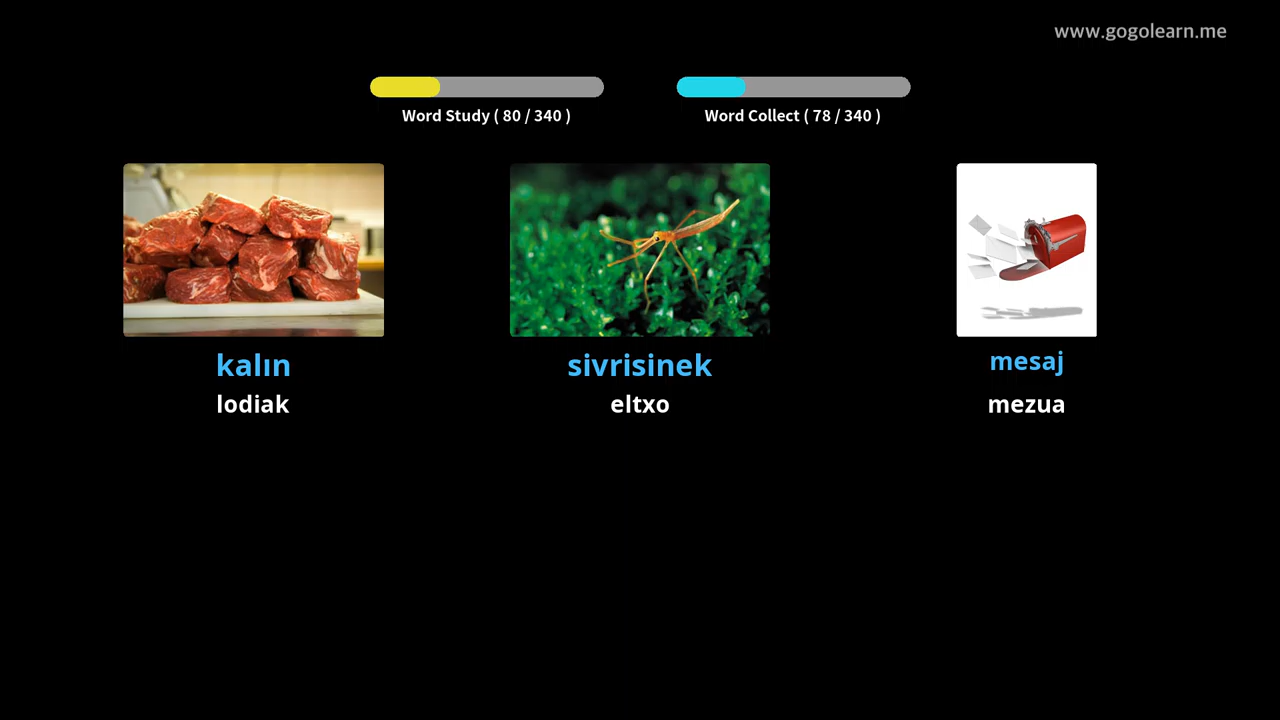 www.gogolearn.me
Word Study ( 80 / 340 )
Word Collect ( 78 / 340 )
kalın
lodiak
sivrisinek
eltxo
mesaj
mezua